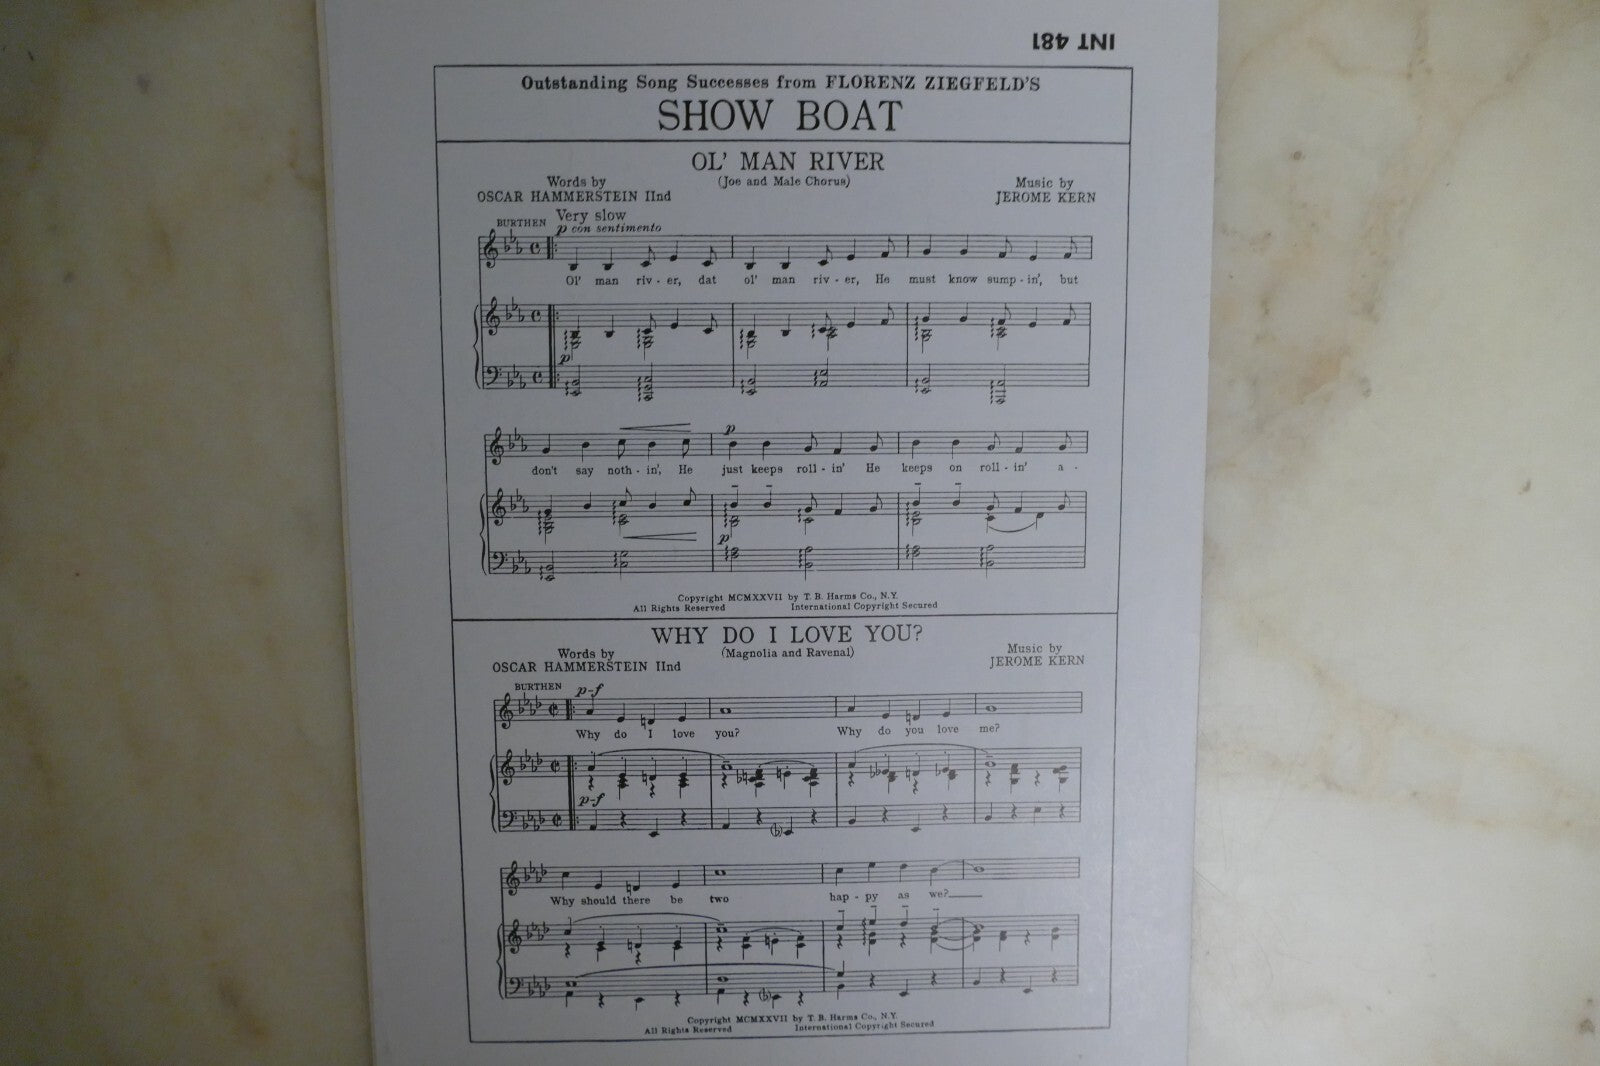 INT 481
Outstanding Song Successes from FLORENZ ZIEGFELD'S
SHOW BOAT
OL' MAN RIVER
(Joe and Male Chorus)
Words by
OSCAR HAMMERSTEIN IInd
Music by
JEROME KERN
Very slow
BURTHEN
p con sentimento
Ol' man riv - er, dat ol' man riv - er, He must know sump - in', but
p
p
don't say noth - in', He just keeps roll - in' He keeps on roll - in' a -
p
Copyright MCMXXVII by T. B. Harms Co., N.Y.
All Rights Reserved International Copyright Secured
WHY DO I LOVE YOU?
(Magnolia and Ravenal)
Words by
OSCAR HAMMERSTEIN IInd
Music by
JEROME KERN
BURTHEN
p-f
Why do I love you? Why do you love me?
p-f
Why should there be two hap - py as we?
Copyright MCMXXVII by T. B. Harms Co., N.Y.
All Rights Reserved International Copyright Secured